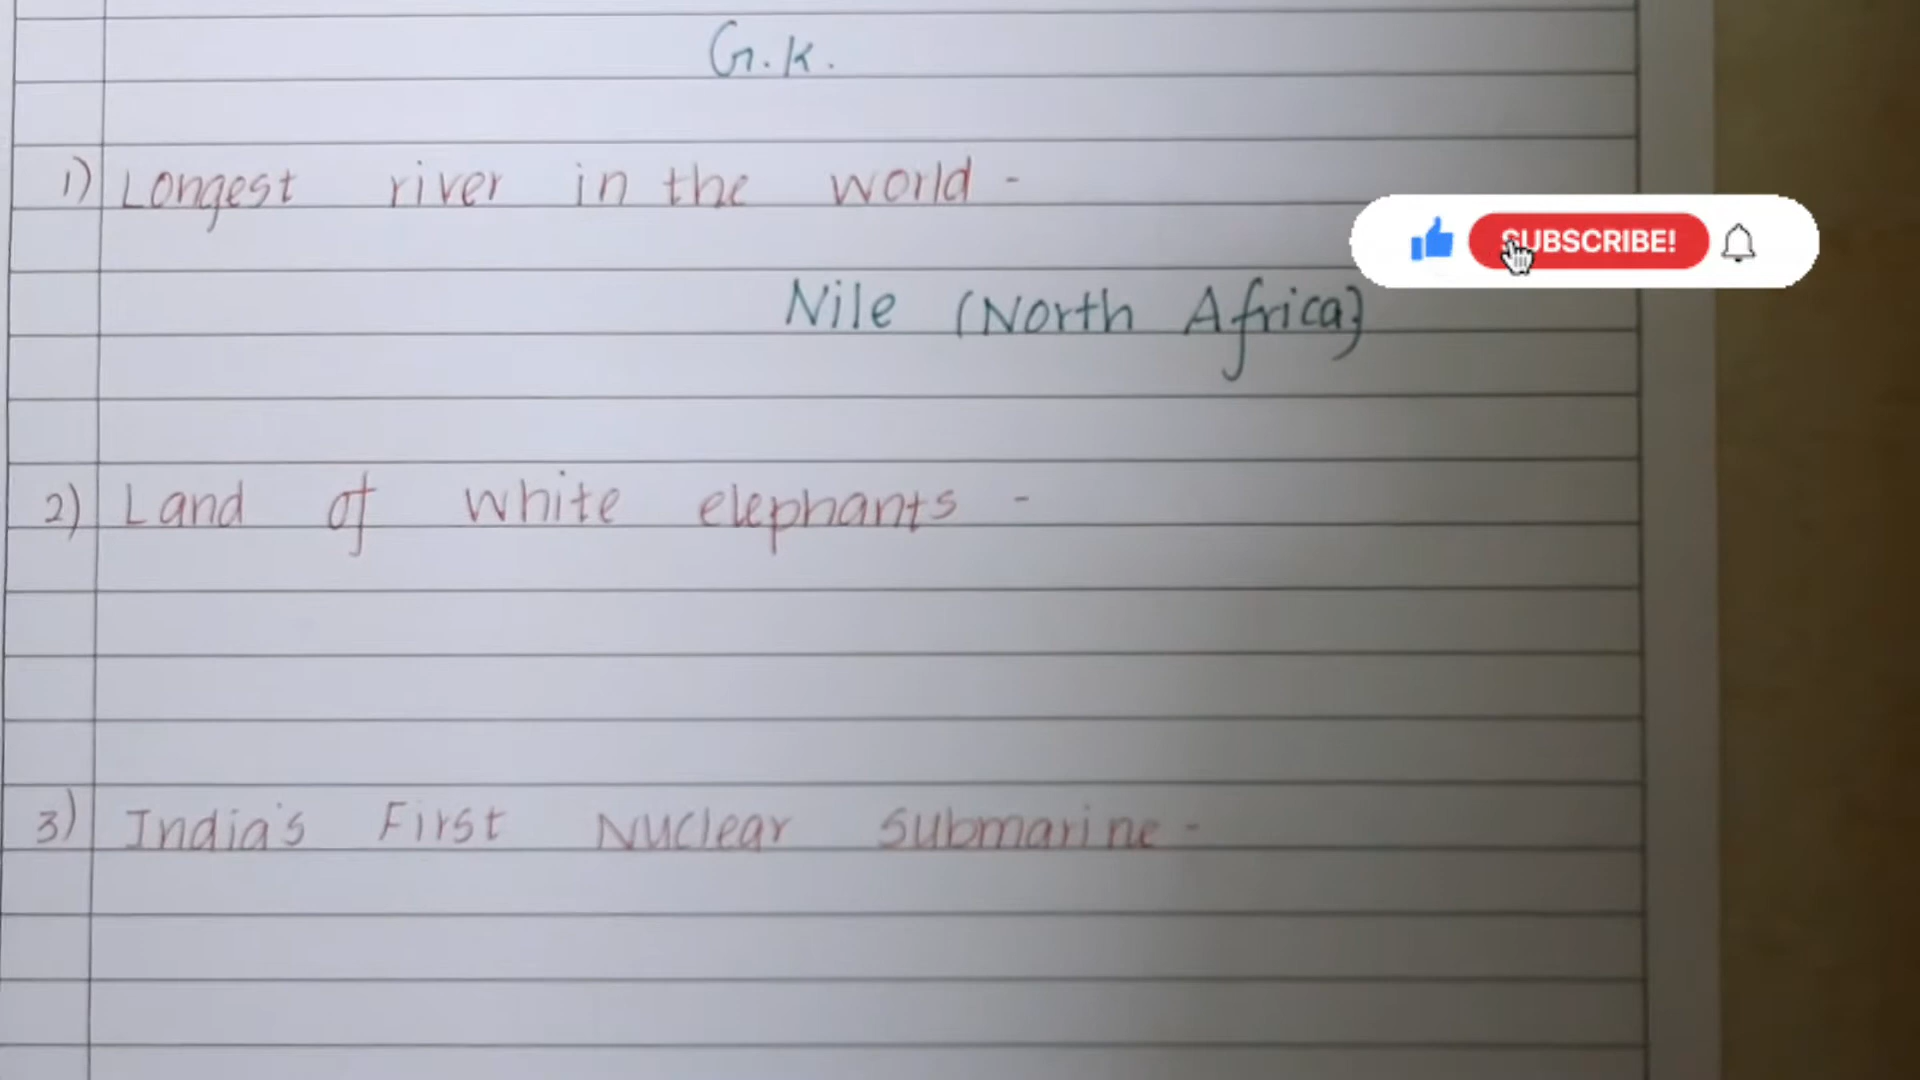 G.K.
1) Longest river in the world -
SUBSCRIBE!
Nile (North Africa)
2) Land of white elephants -
3) India's First Nuclear Submarine -